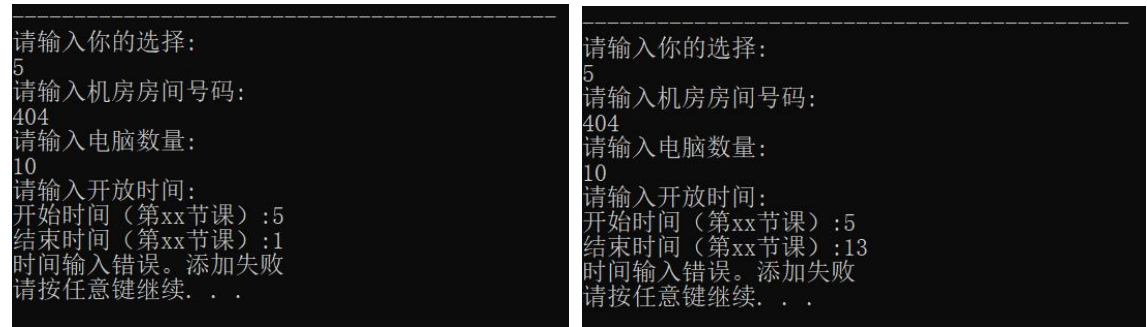 请输入你的选择:
5
请输入机房房间号码:
404
请输入电脑数量:
10
请输入开放时间:
开始时间（第xx节课）:5
结束时间（第xx节课）:1
时间输入错误。添加失败
请按任意键继续. . .
请输入你的选择:
5
请输入机房房间号码:
404
请输入电脑数量:
10
请输入开放时间:
开始时间（第xx节课）:5
结束时间（第xx节课）:13
时间输入错误。添加失败
请按任意键继续. . .